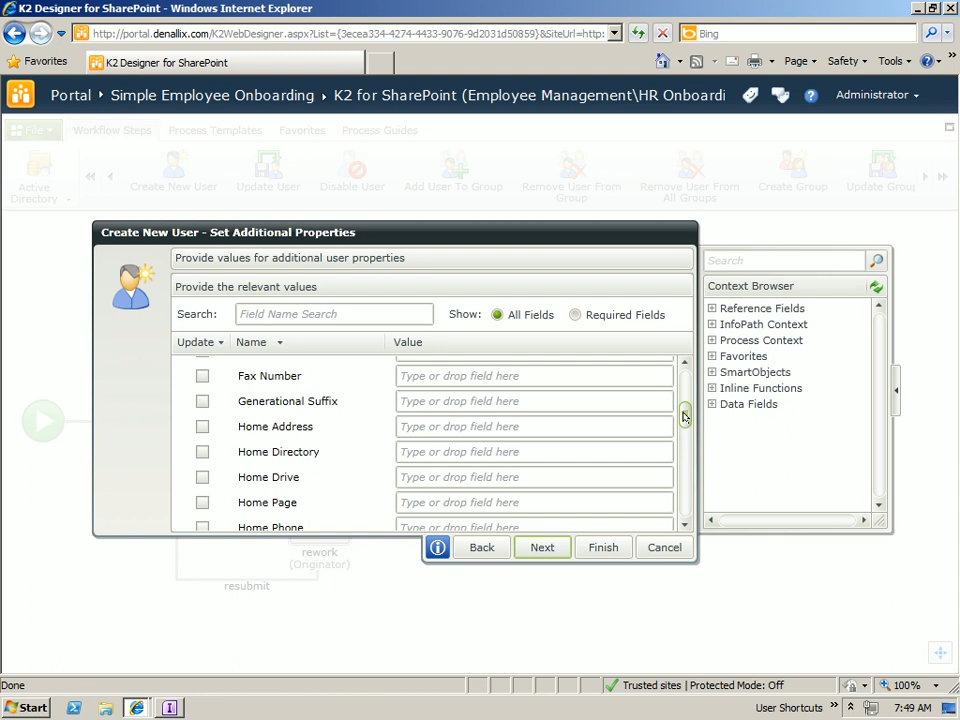 K2 Designer for SharePoint - Windows Internet Explorer
http://portal.denallix.com/K2WebDesigner.aspx?List={3ecea334-4274-4433-9076-9d2031d50859}&SiteUrl=http:
Bing
Favorites
K2 Designer for SharePoint
Page
Safety
Tools
Portal
Simple Employee Onboarding
K2 for SharePoint (Employee Management\HR Onboardi
Administrator
File
Workflow Steps
Process Templates
Favorites
Process Guides
Active Directory
Create New User
Update User
Disable User
Add User To Group
Remove User From Group
Remove User From All Groups
Create Group
Update Group
Create New User - Set Additional Properties
Provide values for additional user properties
Provide the relevant values
Search:
Field Name Search
Show:
All Fields
Required Fields
Update
Name
Value
Fax Number
Type or drop field here
Generational Suffix
Type or drop field here
Home Address
Type or drop field here
Home Directory
Type or drop field here
Home Drive
Type or drop field here
Home Page
Type or drop field here
Home Phone
Type or drop field here
Back
Next
Finish
Cancel
Search
Context Browser
Reference Fields
InfoPath Context
Process Context
Favorites
SmartObjects
Inline Functions
Data Fields
rework
(Originator)
resubmit
Done
Trusted sites | Protected Mode: Off
100%
Start
User Shortcuts
7:49 AM